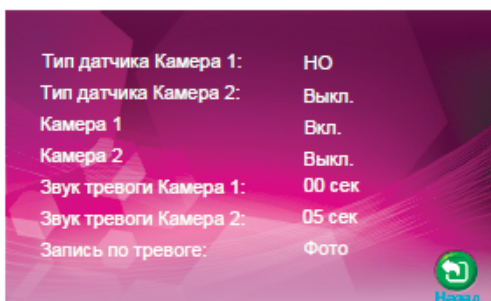 Тип датчика Камера 1: НО
Тип датчика Камера 2: Выкл.
Камера 1 Вкл.
Камера 2 Выкл.
Звук тревоги Камера 1: 00 сек
Звук тревоги Камера 2: 05 сек
Запись по тревоге: Фото
Назад